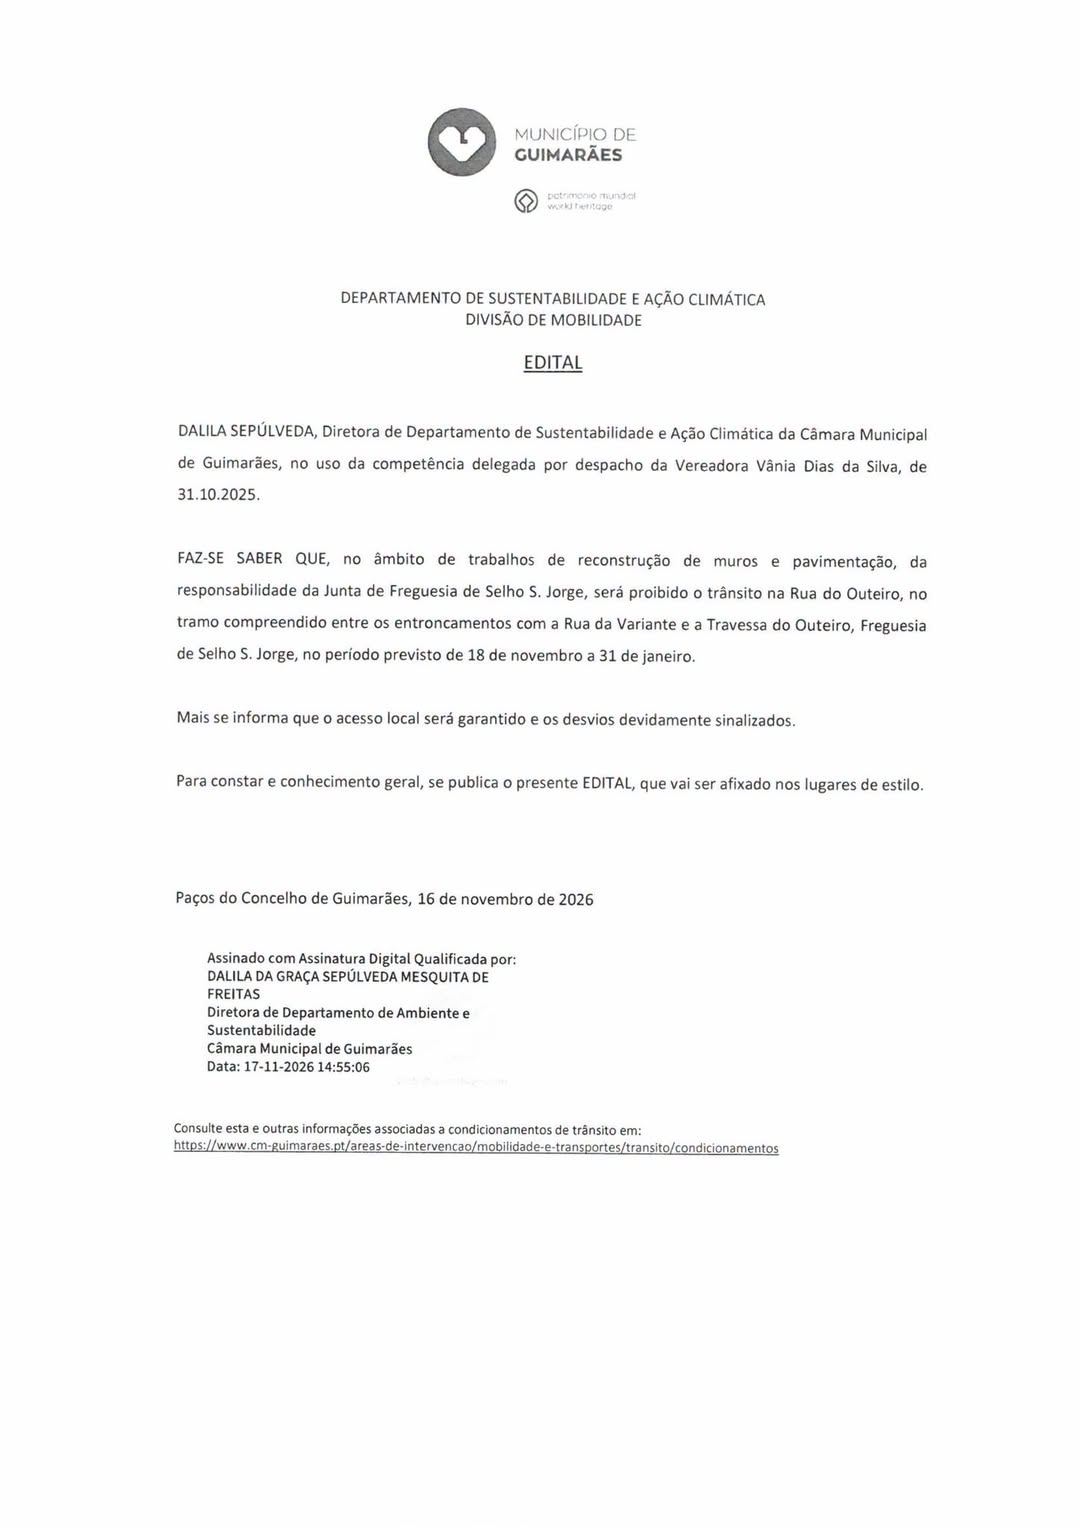 MUNICÍPIO DE
GUIMARÃES
património mundial
world heritage
DEPARTAMENTO DE SUSTENTABILIDADE E AÇÃO CLIMÁTICA
DIVISÃO DE MOBILIDADE
EDITAL
DALILA SEPÚLVEDA, Diretora de Departamento de Sustentabilidade e Ação Climática da Câmara Municipal
de Guimarães, no uso da competência delegada por despacho da Vereadora Vânia Dias da Silva, de
31.10.2025.
FAZ-SE SABER QUE, no âmbito de trabalhos de reconstrução de muros e pavimentação, da
responsabilidade da Junta de Freguesia de Selho S. Jorge, será proibido o trânsito na Rua do Outeiro, no
tramo compreendido entre os entroncamentos com a Rua da Variante e a Travessa do Outeiro, Freguesia
de Selho S. Jorge, no período previsto de 18 de novembro a 31 de janeiro.
Mais se informa que o acesso local será garantido e os desvios devidamente sinalizados.
Para constar e conhecimento geral, se publica o presente EDITAL, que vai ser afixado nos lugares de estilo.
Paços do Concelho de Guimarães, 16 de novembro de 2026
Assinado com Assinatura Digital Qualificada por:
DALILA DA GRAÇA SEPÚLVEDA MESQUITA DE
FREITAS
Diretora de Departamento de Ambiente e
Sustentabilidade
Câmara Municipal de Guimarães
Data: 17-11-2026 14:55:06
Consulte esta e outras informações associadas a condicionamentos de trânsito em:
https://www.cm-guimaraes.pt/areas-de-intervencao/mobilidade-e-transportes/transito/condicionamentos